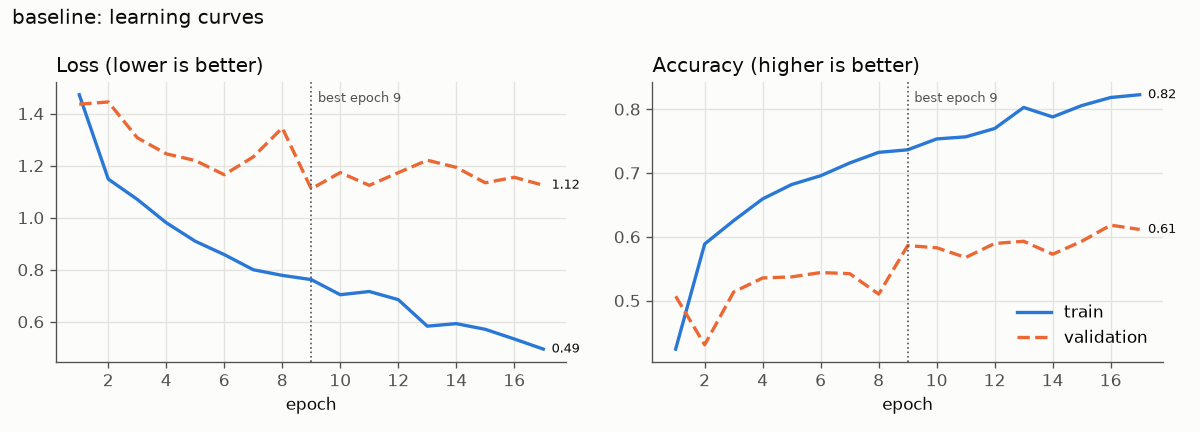 baseline: learning curves
Loss (lower is better)
best epoch 9
1.4
1.2
1.0
0.8
0.6
1.12
0.49
2 4 6 8 10 12 14 16
epoch
Accuracy (higher is better)
best epoch 9
0.8
0.7
0.6
0.5
0.82
0.61
train
validation
2 4 6 8 10 12 14 16
epoch